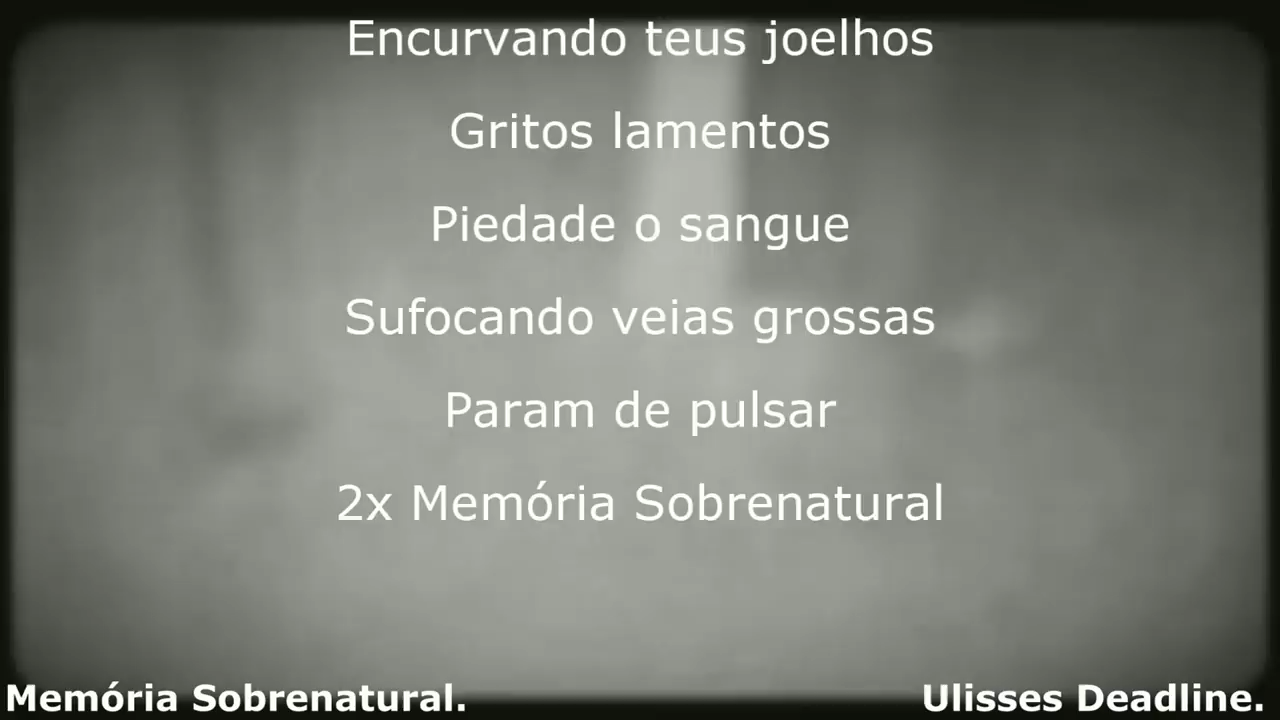 Encurvando teus joelhos
Gritos lamentos
Piedade o sangue
Sufocando veias grossas
Param de pulsar
2x Memória Sobrenatural
Memória Sobrenatural.
Ulisses Deadline.